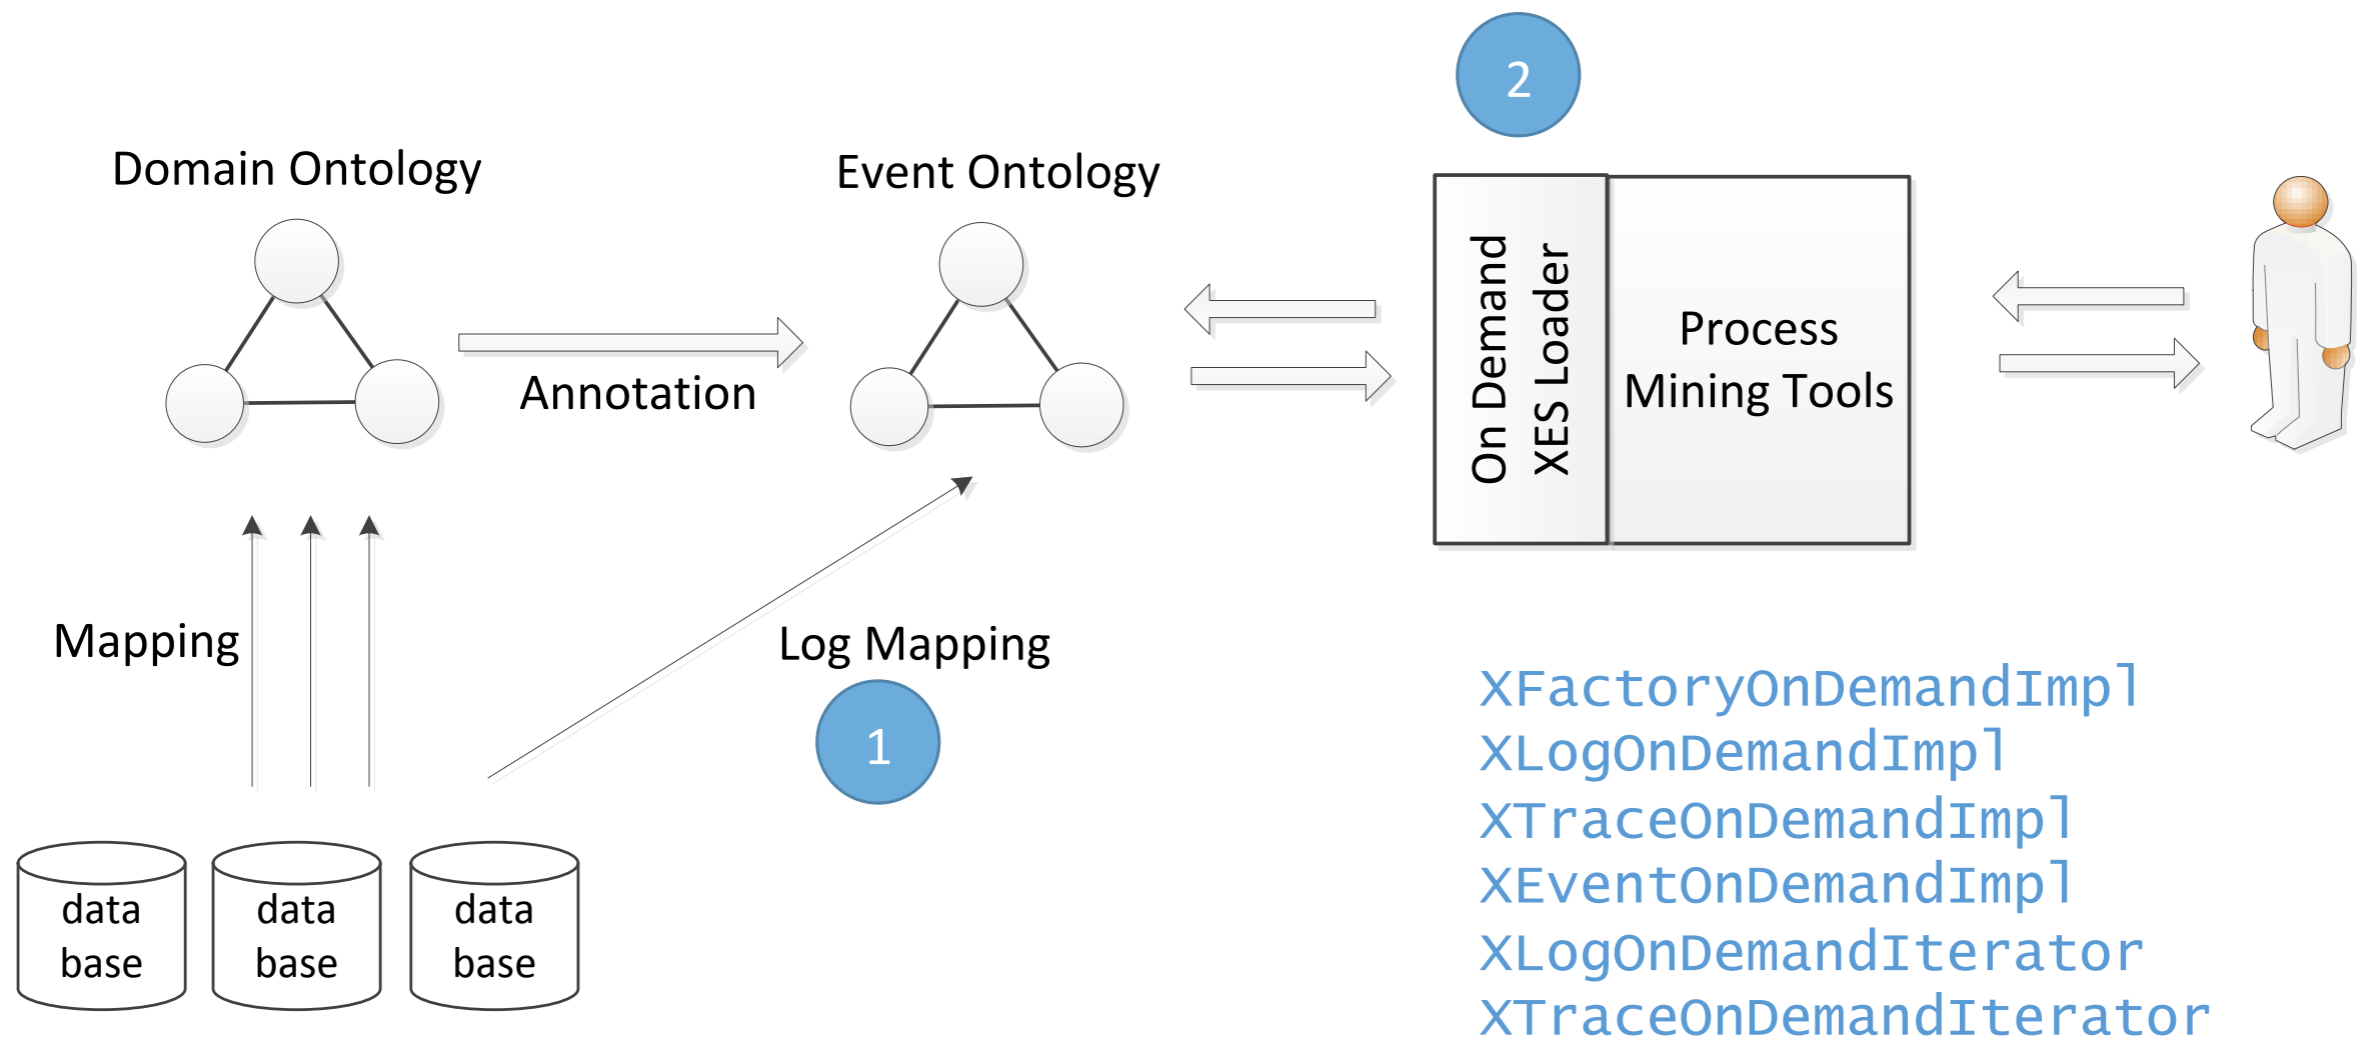 2
Domain Ontology
Event Ontology
On Demand
XES Loader
Process
Mining Tools
Annotation
Mapping
Log Mapping
1
XFactoryOnDemandImpl
XLogOnDemandImpl
XTraceOnDemandImpl
XEventOnDemandImpl
XLogOnDemandIterator
XTraceOnDemandIterator
data
base
data
base
data
base